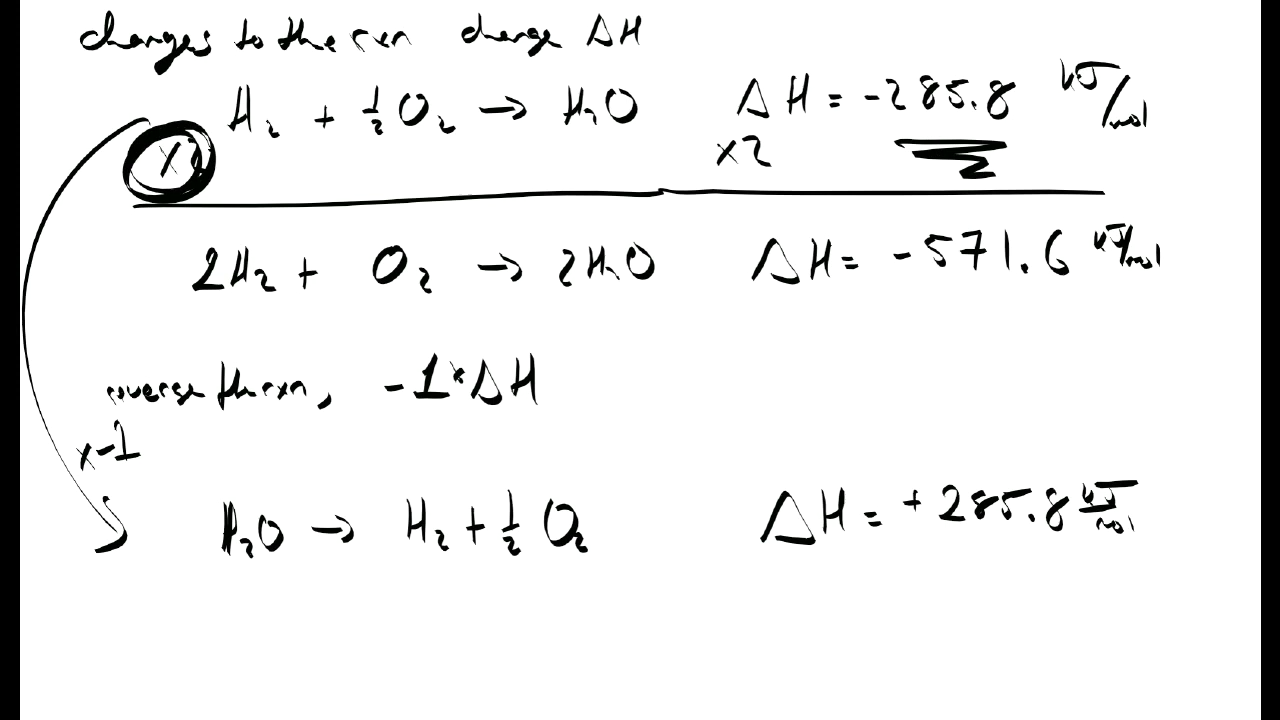 changes to the rxn change ΔH
H₂ + ½O₂ → H₂O ΔH = -285.8 kJ/mol
x2 x2
2H₂ + O₂ → 2H₂O ΔH = -571.6 kJ/mol
reverse the rxn, -1*ΔH
x-1
H₂O → H₂ + ½O₂ ΔH = +285.8 kJ/mol